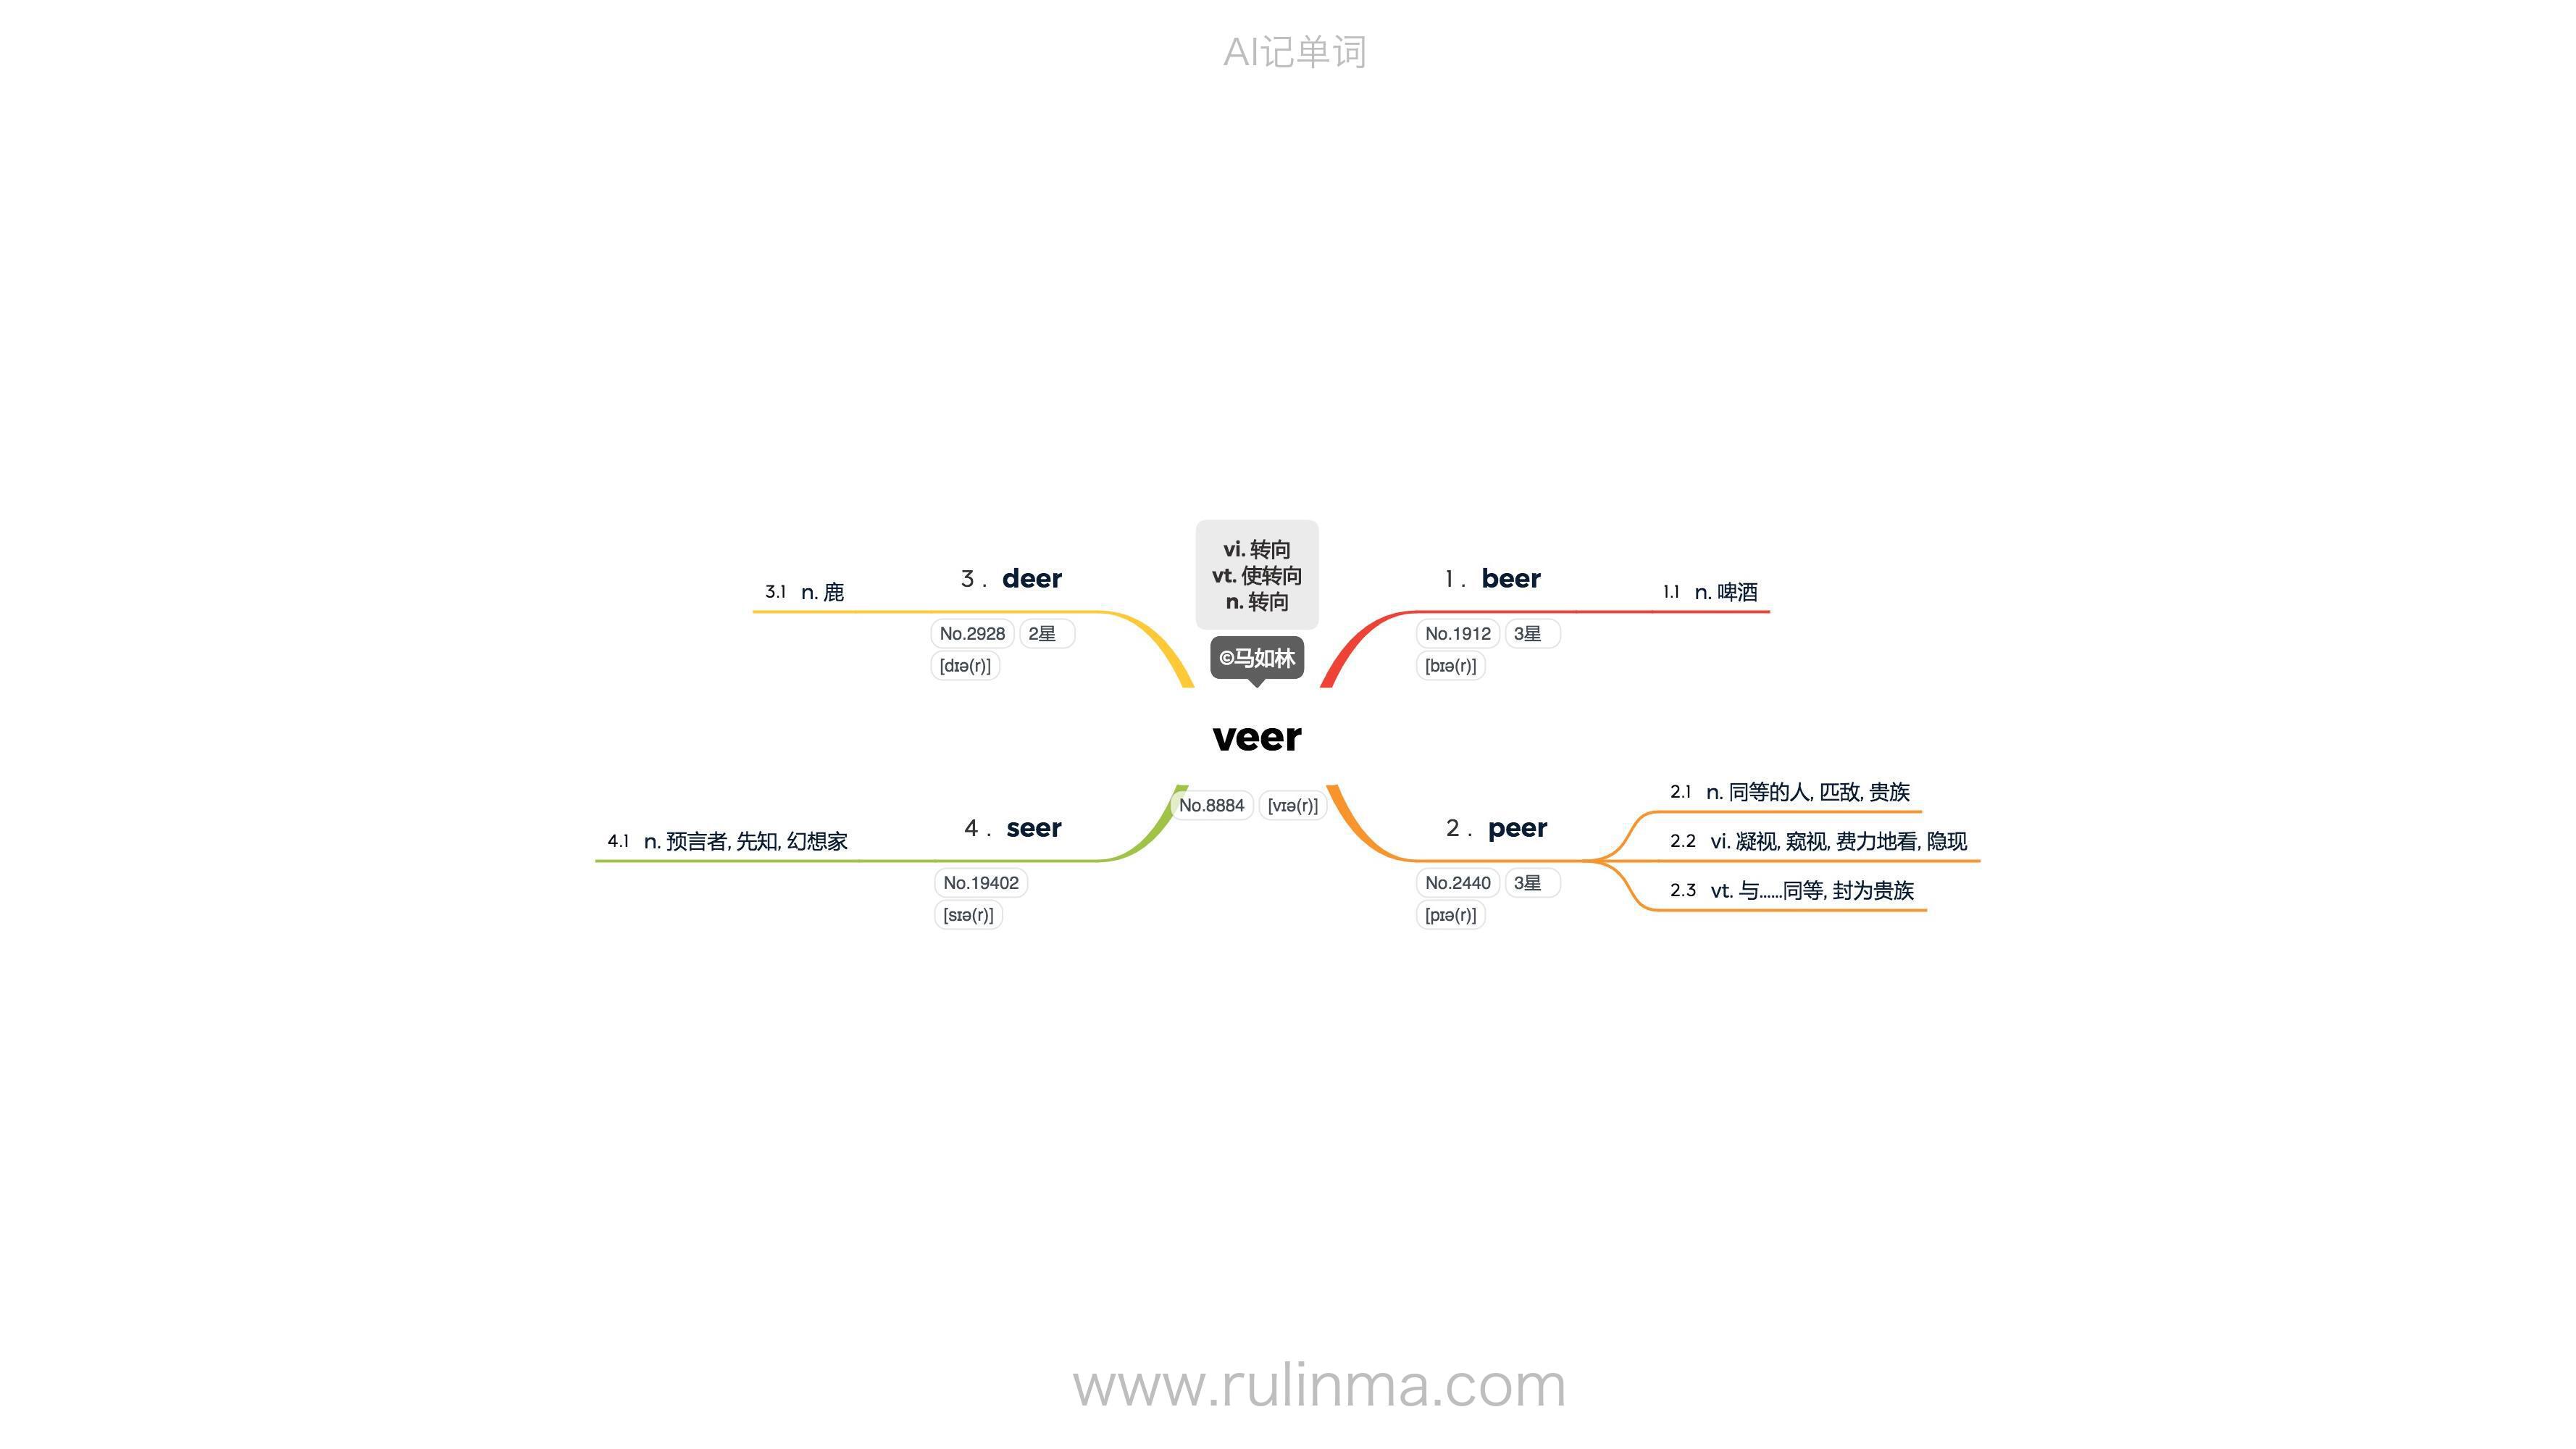 AI记单词
vi. 转向
vt. 使转向
n. 转向
©马如林
veer
No.8884 [vɪə(r)]
1 . beer
No.1912 3星
[bɪə(r)]
1.1 n. 啤酒
2 . peer
No.2440 3星
[pɪə(r)]
2.1 n. 同等的人, 匹敌, 贵族
2.2 vi. 凝视, 窥视, 费力地看, 隐现
2.3 vt. 与......同等, 封为贵族
3 . deer
No.2928 2星
[dɪə(r)]
3.1 n. 鹿
4 . seer
No.19402
[sɪə(r)]
4.1 n. 预言者, 先知, 幻想家
www.rulinma.com